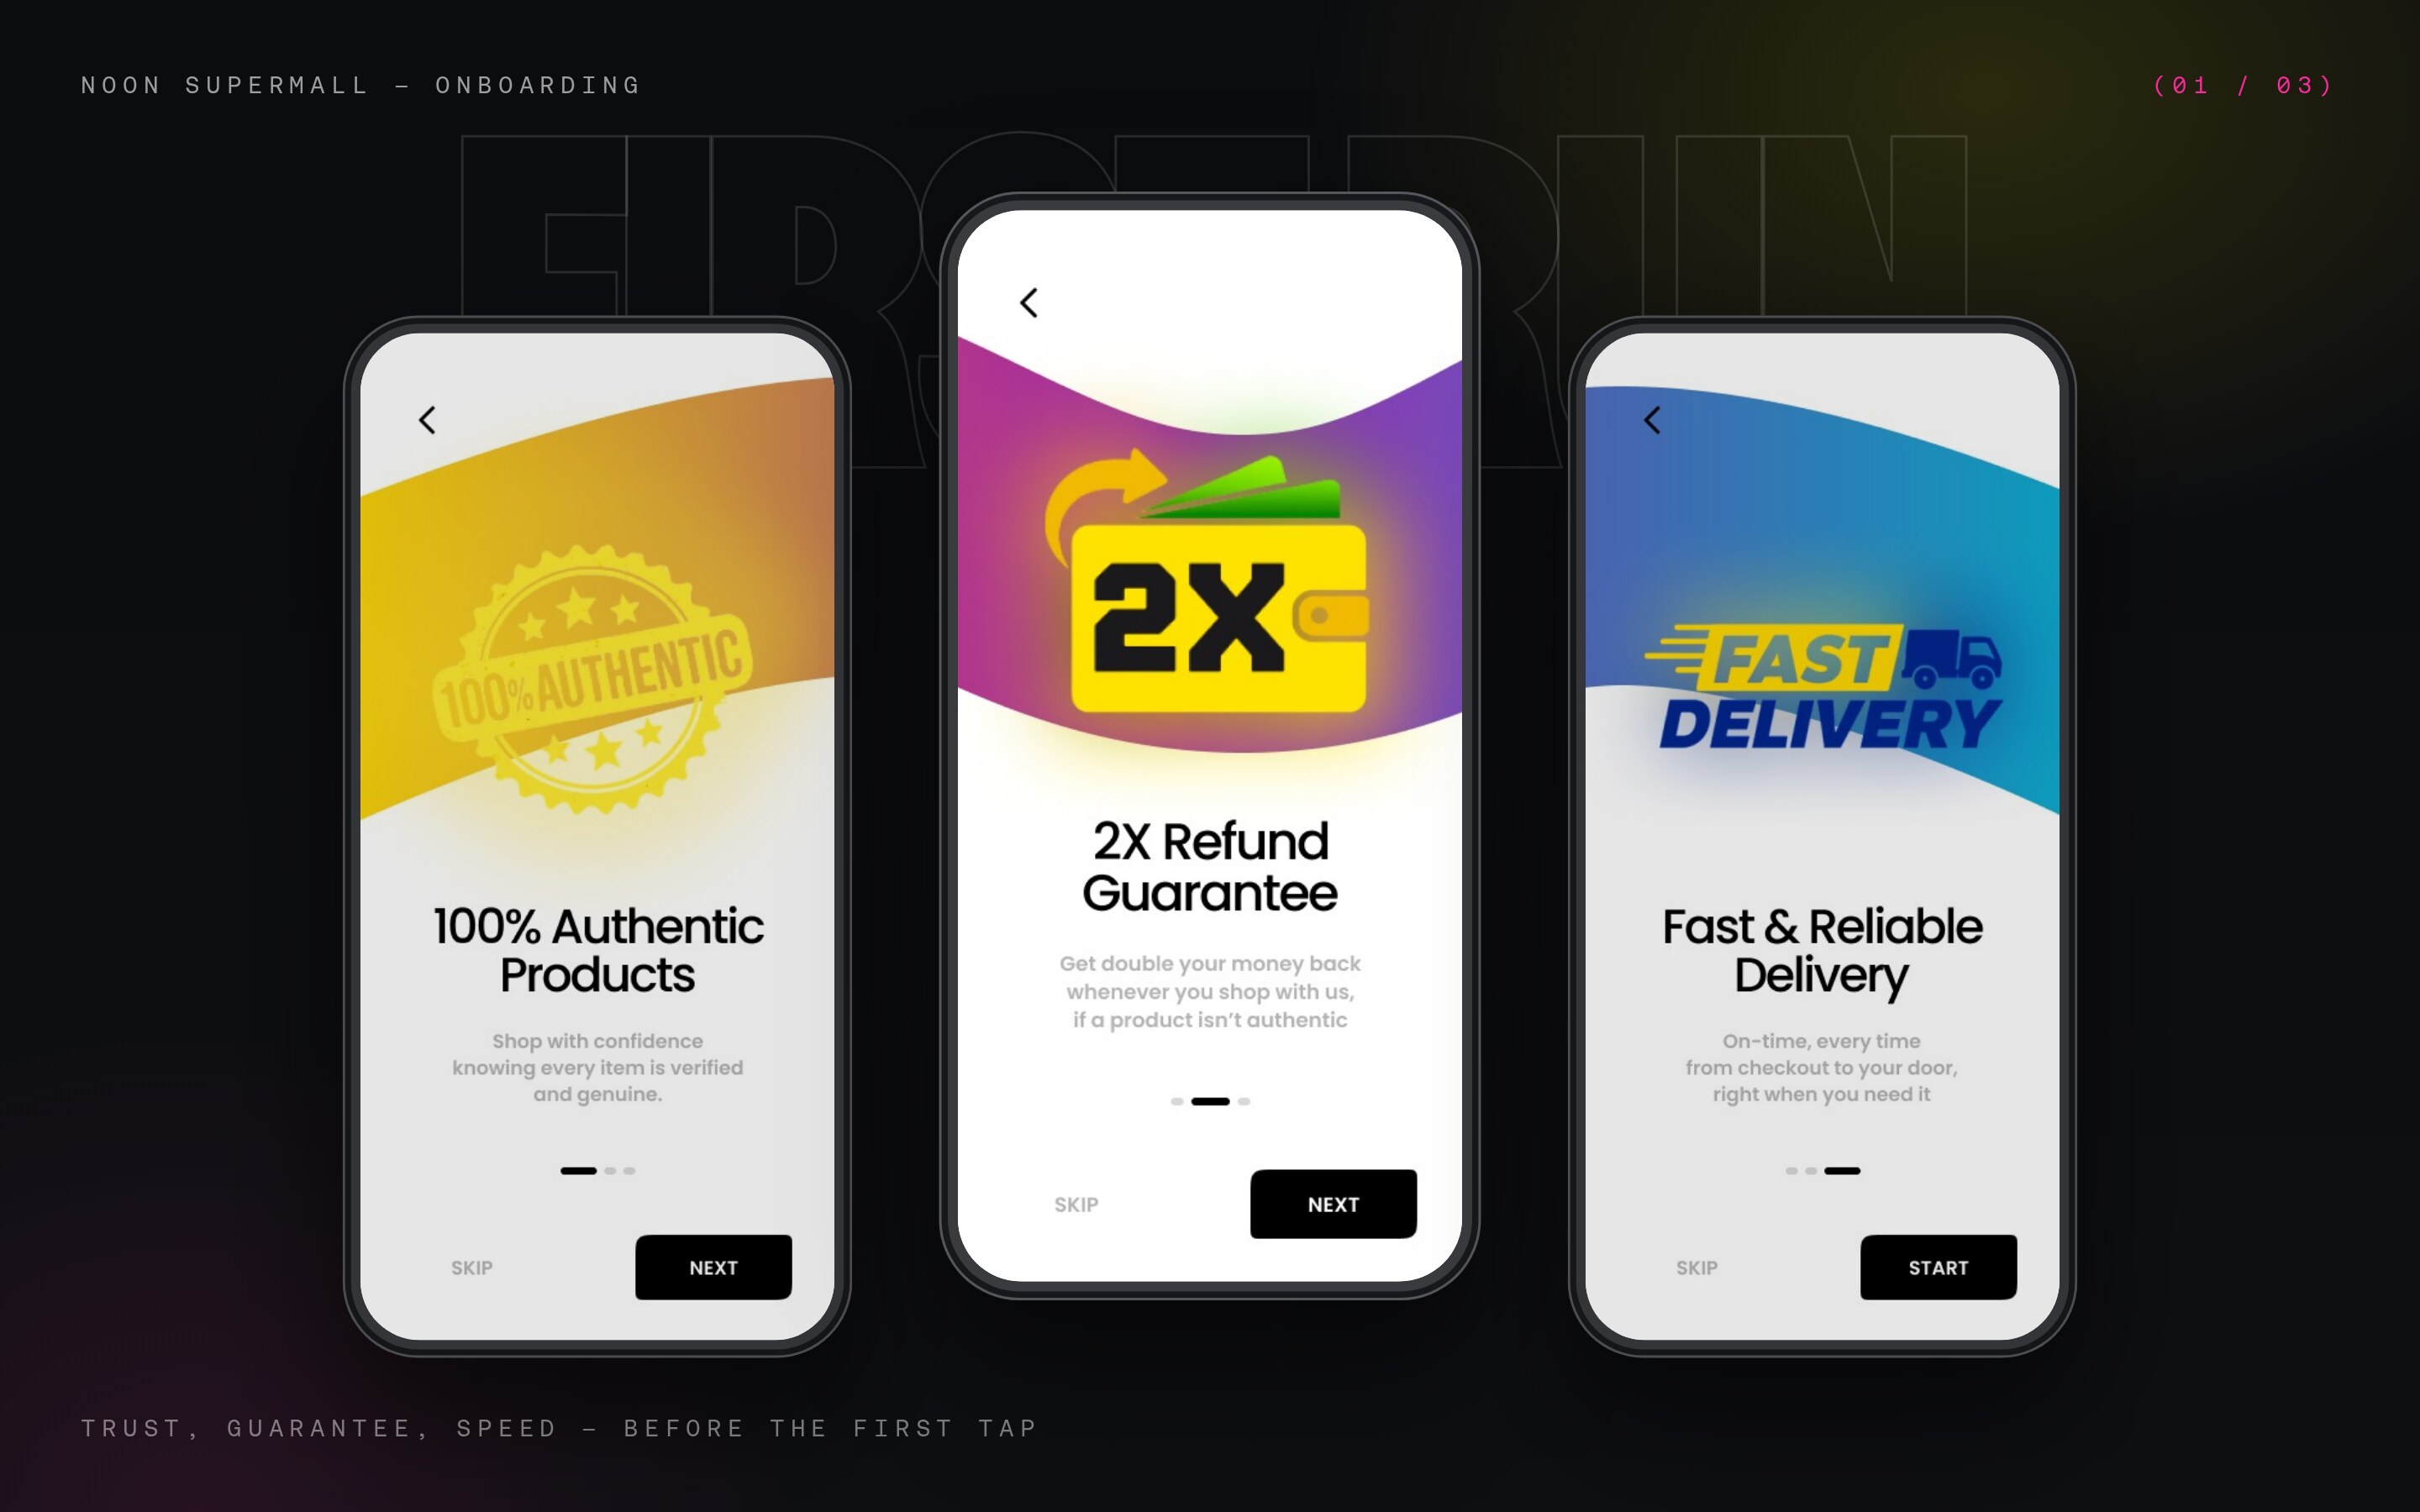 NOON SUPERMALL — ONBOARDING
(01 / 03)
100% AUTHENTIC
100% Authentic
Products
Shop with confidence
knowing every item is verified
and genuine.
SKIP
NEXT
2X
2X Refund
Guarantee
Get double your money back
whenever you shop with us,
if a product isn’t authentic
SKIP
NEXT
FAST
DELIVERY
Fast & Reliable
Delivery
On-time, every time
from checkout to your door,
right when you need it
SKIP
START
TRUST, GUARANTEE, SPEED — BEFORE THE FIRST TAP